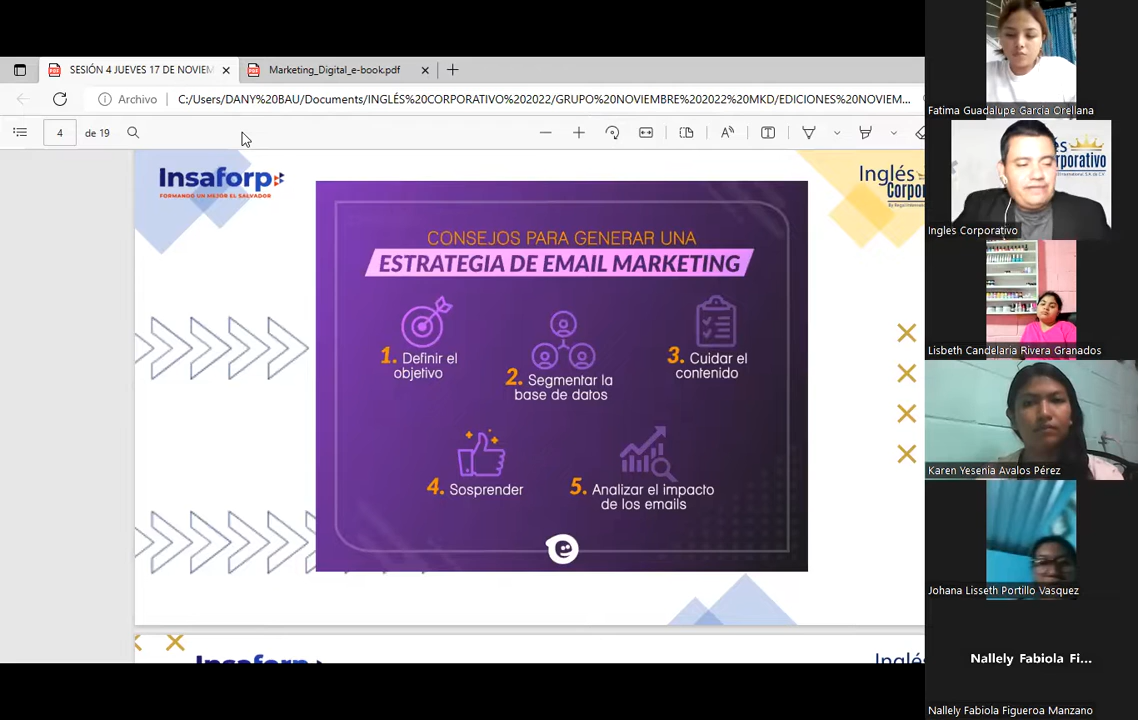 SESIÓN 4 JUEVES 17 DE NOVIEM
Marketing_Digital_e-book.pdf
Archivo
C:/Users/DANY%20BAU/Documents/INGLÉS%20CORPORATIVO%202022/GRUPO%20NOVIEMBRE%202022%20MKD/EDICIONES%20NOVIEM...
4
de 19
Insaforp
FORMANDO UN MEJOR EL SALVADOR
Inglés
Corpor
CONSEJOS PARA GENERAR UNA
ESTRATEGIA DE EMAIL MARKETING
1. Definir el
objetivo
2. Segmentar la
base de datos
3. Cuidar el
contenido
4. Sosprender
5. Analizar el impacto
de los emails
Insaforp
Inglés
Fatima Guadalupe Garcia Orellana
és
rporativo
Ingles Corporativo
Lisbeth Candelaria Rivera Granados
Karen Yesenia Avalos Pérez
Johana Lisseth Portillo Vasquez
Nallely Fabiola Fi...
Nallely Fabiola Figueroa Manzano